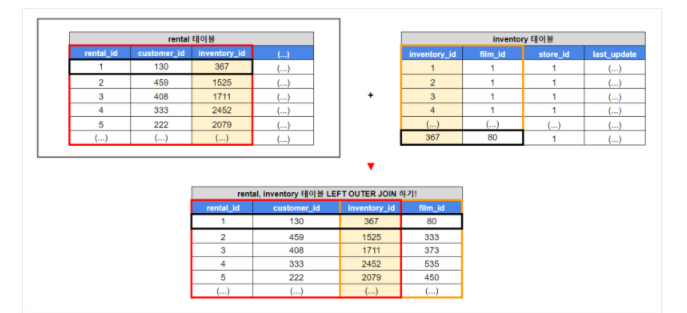 rental 테이블
rental_id customer_id inventory_id (...)
1 130 367 (...)
2 459 1525 (...)
3 408 1711 (...)
4 333 2452 (...)
5 222 2079 (...)
(...) (...) (...) (...)
+
inventory 테이블
inventory_id film_id store_id last_update
1 1 1 (...)
2 1 1 (...)
3 1 1 (...)
4 1 1 (...)
(...) (...) (...) (...)
367 80 1 (...)
rental, inventory 테이블 LEFT OUTER JOIN 하기!
rental_id customer_id inventory_id film_id
1 130 367 80
2 459 1525 333
3 408 1711 373
4 333 2452 535
5 222 2079 450
(...) (...) (...) (...)